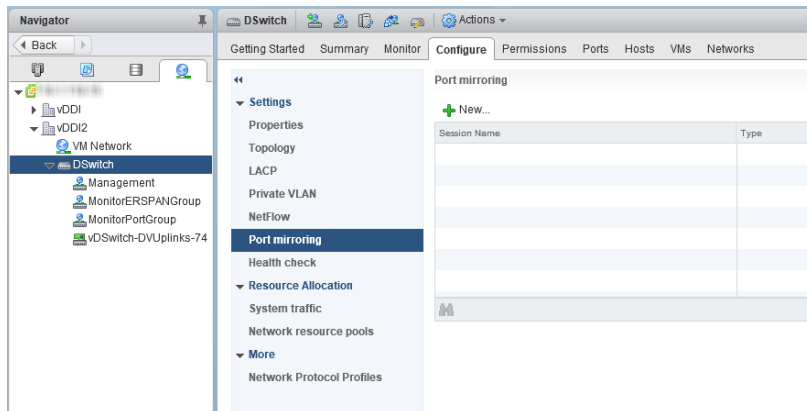 Navigator
Back
vDDI
vDDI2
VM Network
DSwitch
Management
MonitorERSPANGroup
MonitorPortGroup
vDSwitch-DVUplinks-74
DSwitch
Actions
Getting Started Summary Monitor Configure Permissions Ports Hosts VMs Networks
Settings
Properties
Topology
LACP
Private VLAN
NetFlow
Port mirroring
Health check
Resource Allocation
System traffic
Network resource pools
More
Network Protocol Profiles
Port mirroring
New...
Session Name Type